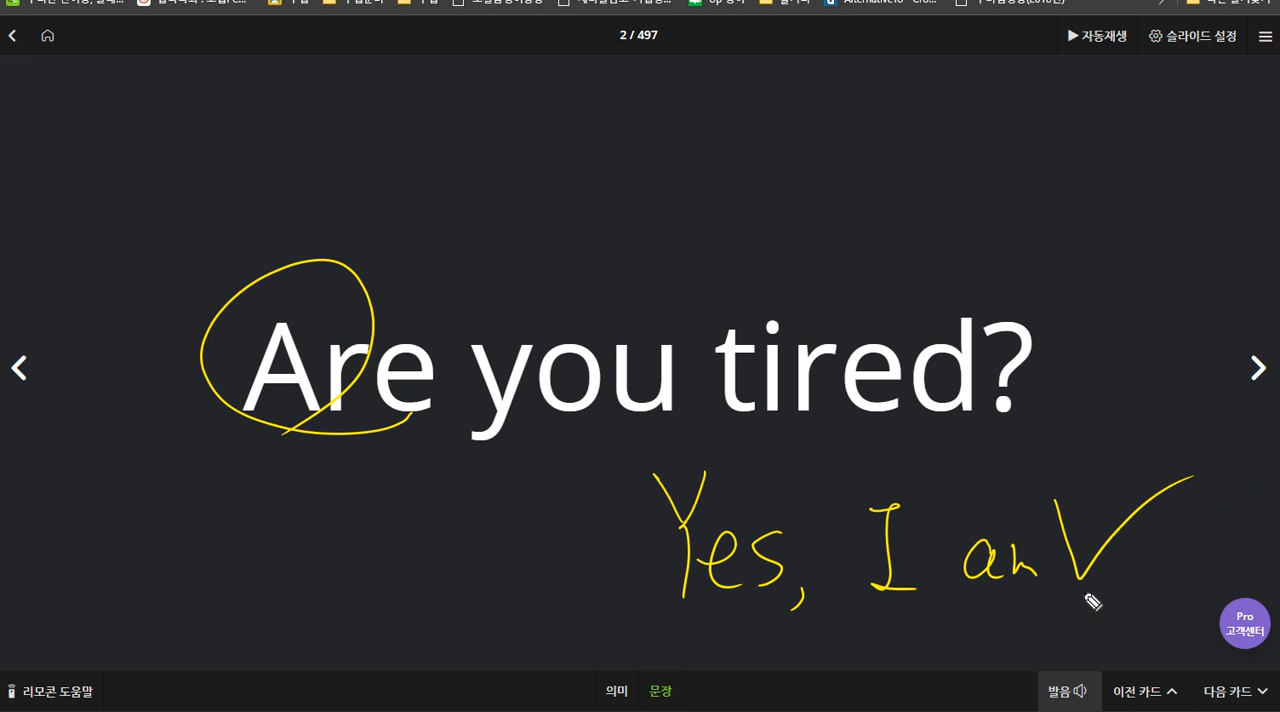 2 / 497
▶ 자동재생
슬라이드 설정
Are you tired?
Yes, I an
Pro
고객센터
리모콘 도움말
의미
문장
발음
이전 카드
다음 카드